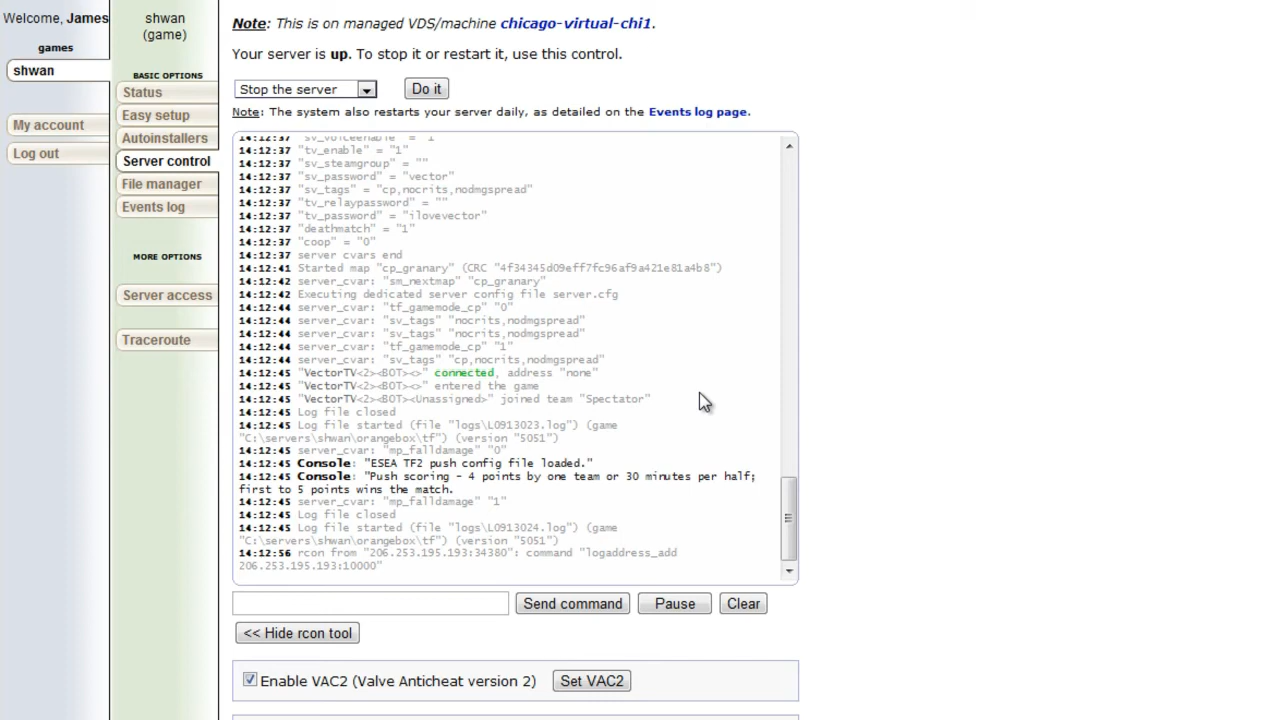 Welcome, James
games
shwan
My account
Log out
shwan
(game)
BASIC OPTIONS
Status
Easy setup
Autoinstallers
Server control
File manager
Events log
MORE OPTIONS
Server access
Traceroute
Note: This is on managed VDS/machine chicago-virtual-chi1.
Your server is up. To stop it or restart it, use this control.
Stop the server
Do it
Note: The system also restarts your server daily, as detailed on the Events log page.
14:12:37 "sv_voiceenable" = "1"
14:12:37 "tv_enable" = "1"
14:12:37 "sv_steamgroup" = ""
14:12:37 "sv_password" = "vector"
14:12:37 "sv_tags" = "cp,nocrits,nodmgspread"
14:12:37 "tv_relaypassword" = ""
14:12:37 "tv_password" = "ilovevector"
14:12:37 "deathmatch" = "1"
14:12:37 "coop" = "0"
14:12:37 server cvars end
14:12:41 Started map "cp_granary" (CRC "4f34345d09eff7fc96af9a421e81a4b8")
14:12:42 server_cvar: "sm_nextmap" "cp_granary"
14:12:42 Executing dedicated server config file server.cfg
14:12:44 server_cvar: "tf_gamemode_cp" "0"
14:12:44 server_cvar: "sv_tags" "nocrits,nodmgspread"
14:12:44 server_cvar: "sv_tags" "nocrits,nodmgspread"
14:12:44 server_cvar: "tf_gamemode_cp" "1"
14:12:44 server_cvar: "sv_tags" "cp,nocrits,nodmgspread"
14:12:45 "VectorTV<2><BOT><>" connected, address "none"
14:12:45 "VectorTV<2><BOT><>" entered the game
14:12:45 "VectorTV<2><BOT><Unassigned>" joined team "Spectator"
14:12:45 Log file closed
14:12:45 Log file started (file "logs\L0913023.log") (game
"C:\servers\shwan\orangebox\tf") (version "5051")
14:12:45 server_cvar: "mp_falldamage" "0"
14:12:45 Console: "ESEA TF2 push config file loaded."
14:12:45 Console: "Push scoring - 4 points by one team or 30 minutes per half;
first to 5 points wins the match.
14:12:45 server_cvar: "mp_falldamage" "1"
14:12:45 Log file closed
14:12:45 Log file started (file "logs\L0913024.log") (game
"C:\servers\shwan\orangebox\tf") (version "5051")
14:12:56 rcon from "206.253.195.193:34380": command "logaddress_add
206.253.195.193:10000"
Send command
Pause
Clear
<< Hide rcon tool
Enable VAC2 (Valve Anticheat version 2)
Set VAC2